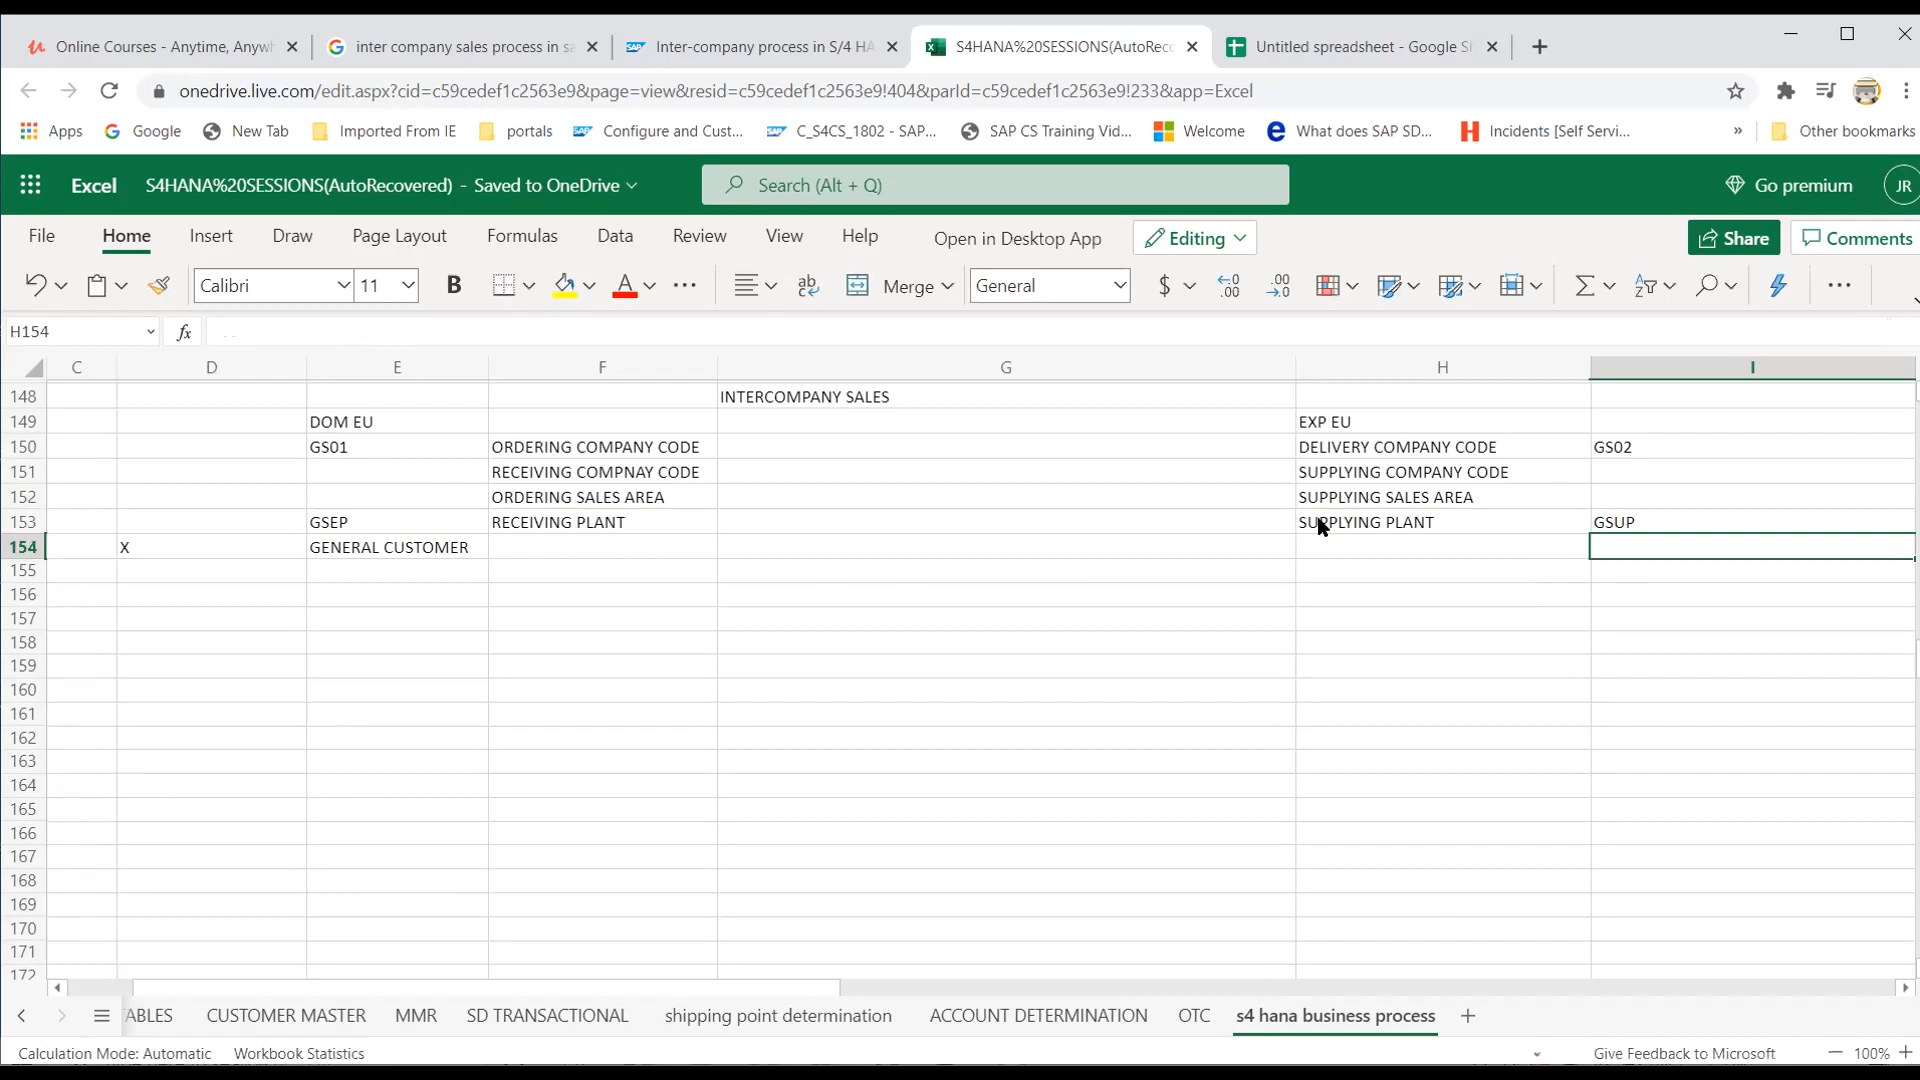 Online Courses - Anytime, Anywh
inter company sales process in sa
Inter-company process in S/4 HA
S4HANA%20SESSIONS(AutoRec
Untitled spreadsheet - Google Sh
onedrive.live.com/edit.aspx?cid=c59cedef1c2563e9&page=view&resid=c59cedef1c2563e9!404&parId=c59cedef1c2563e9!233&app=Excel
Apps Google New Tab Imported From IE portals Configure and Cust... C_S4CS_1802 - SAP... SAP CS Training Vid... Welcome What does SAP SD... Incidents [Self Servi... » Other bookmarks
Excel S4HANA%20SESSIONS(AutoRecovered) - Saved to OneDrive Search (Alt + Q) Go premium JR
File Home Insert Draw Page Layout Formulas Data Review View Help Open in Desktop App Editing Share Comments
Calibri 11 B A ab Merge General $ .00 .00
H154 fx
C D E F G H I
148 INTERCOMPANY SALES
149 DOM EU EXP EU
150 GS01 ORDERING COMPANY CODE DELIVERY COMPANY CODE GS02
151 RECEIVING COMPNAY CODE SUPPLYING COMPANY CODE
152 ORDERING SALES AREA SUPPLYING SALES AREA
153 GSEP RECEIVING PLANT SUPPLYING PLANT GSUP
154 X GENERAL CUSTOMER
155
156
157
158
159
160
161
162
163
164
165
166
167
168
169
170
171
172
ABLES CUSTOMER MASTER MMR SD TRANSACTIONAL shipping point determination ACCOUNT DETERMINATION OTC s4 hana business process
Calculation Mode: Automatic Workbook Statistics Give Feedback to Microsoft 100%